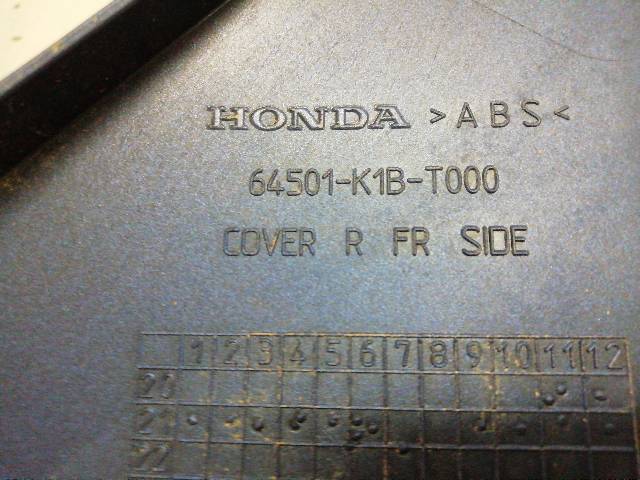 HONDA >ABS<
64501-K1B-T000
COVER R FR SIDE
1 2 3 4 5 6 7 8 9 10 11 12
20
21
22